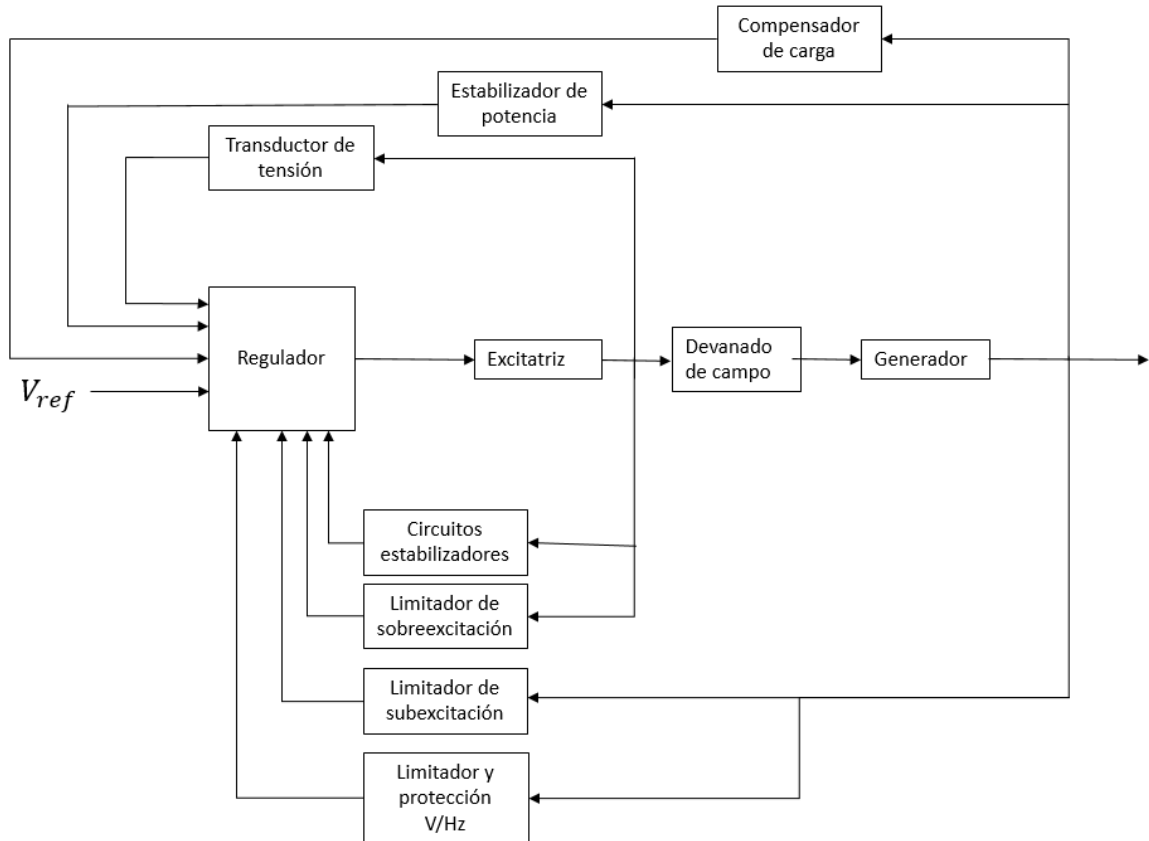 Compensador
de carga
Estabilizador de
potencia
Transductor de
tensión
Regulador
Excitatriz
Devanado
de campo
Generador
V_ref
Circuitos
estabilizadores
Limitador de
sobreexcitación
Limitador de
subexcitación
Limitador y
protección
V/Hz